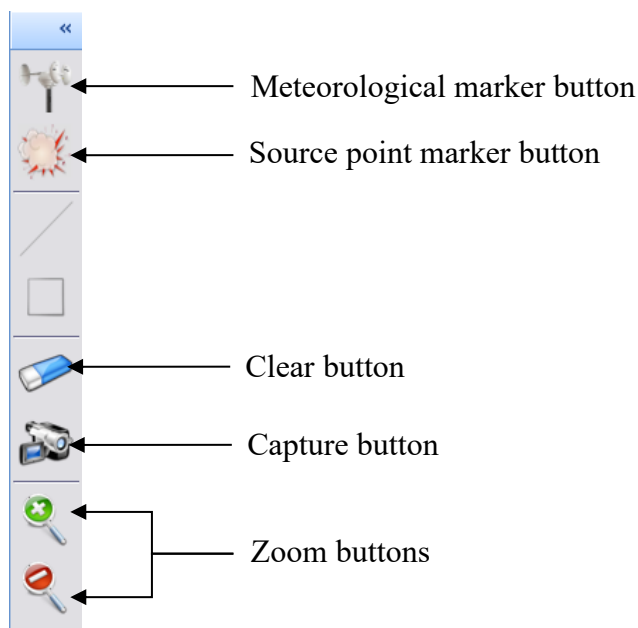 «
Meteorological marker button
Source point marker button
Clear button
Capture button
Zoom buttons